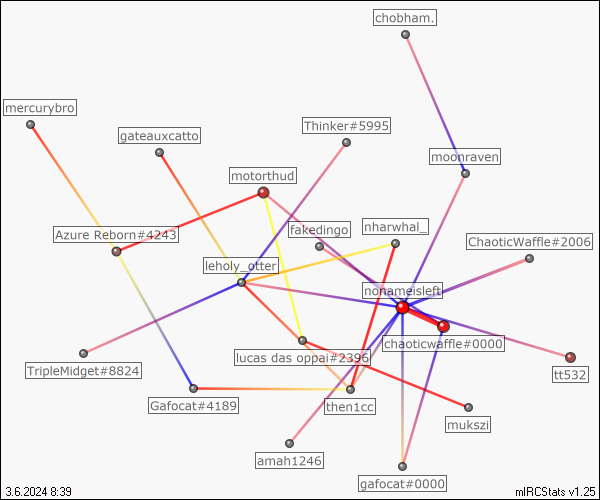 chobham.
mercurybro
Thinker#5995
gateauxcatto
moonraven
motorthud
nharwhal_
fakedingo
Azure Reborn#4243
ChaoticWaffle#2006
leholy_otter
nonameisleft
chaoticwaffle#0000
lucas das oppai#2396
TripleMidget#8824
tt532
Gafocat#4189
then1cc
mukszi
amah1246
gafocat#0000
3.6.2024 8:39
mIRCStats v1.25